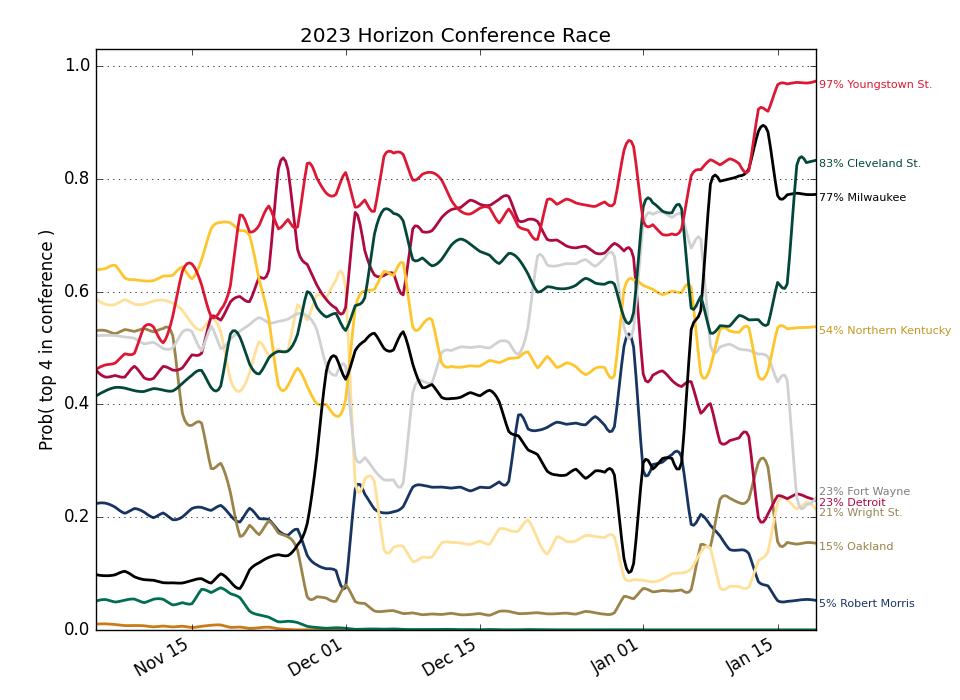 2023 Horizon Conference Race
Prob( top 4 in conference )
1.0
0.8
0.6
0.4
0.2
0.0
Nov 15
Dec 01
Dec 15
Jan 01
Jan 15
97% Youngstown St.
83% Cleveland St.
77% Milwaukee
54% Northern Kentucky
23% Fort Wayne
23% Detroit
21% Wright St.
15% Oakland
5% Robert Morris